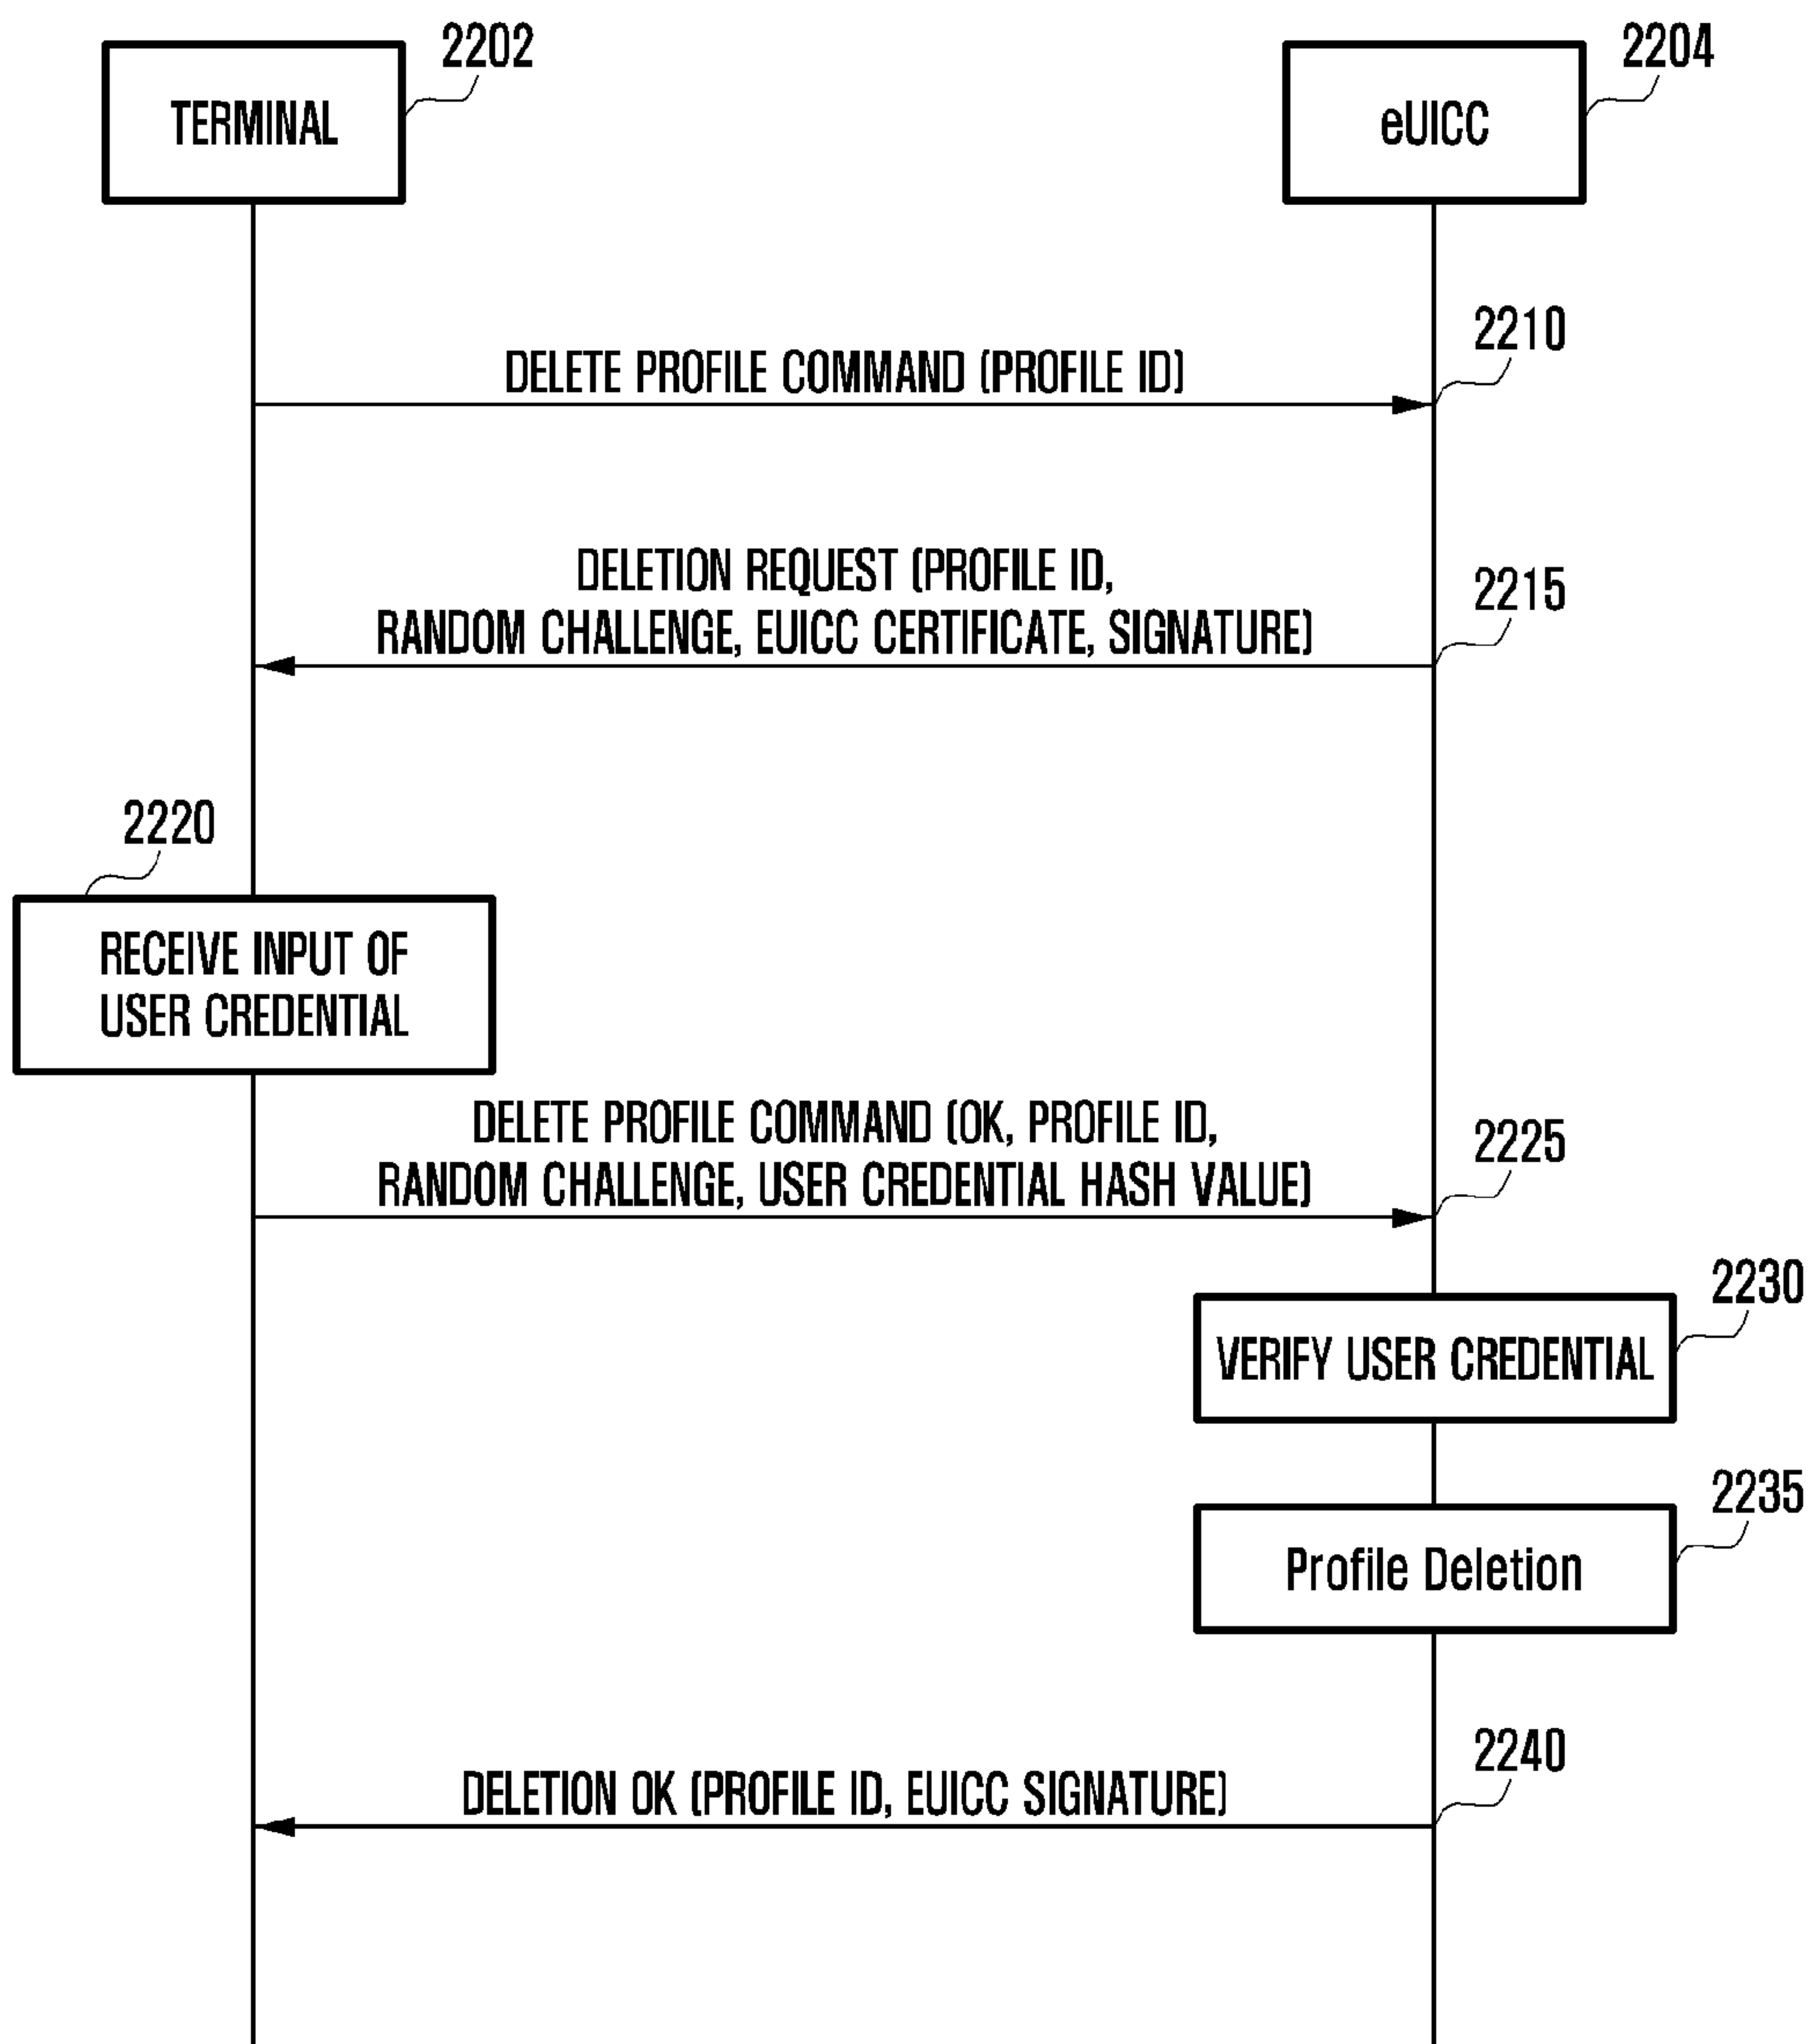 2202
2204
TERMINAL
eUICC
2210
DELETE PROFILE COMMAND (PROFILE ID)
DELETION REQUEST (PROFILE ID,
RANDOM CHALLENGE, EUICC CERTIFICATE, SIGNATURE)
2215
2220
RECEIVE INPUT OF
USER CREDENTIAL
DELETE PROFILE COMMAND (OK, PROFILE ID,
RANDOM CHALLENGE, USER CREDENTIAL HASH VALUE)
2225
2230
VERIFY USER CREDENTIAL
2235
Profile Deletion
2240
DELETION OK (PROFILE ID, EUICC SIGNATURE)